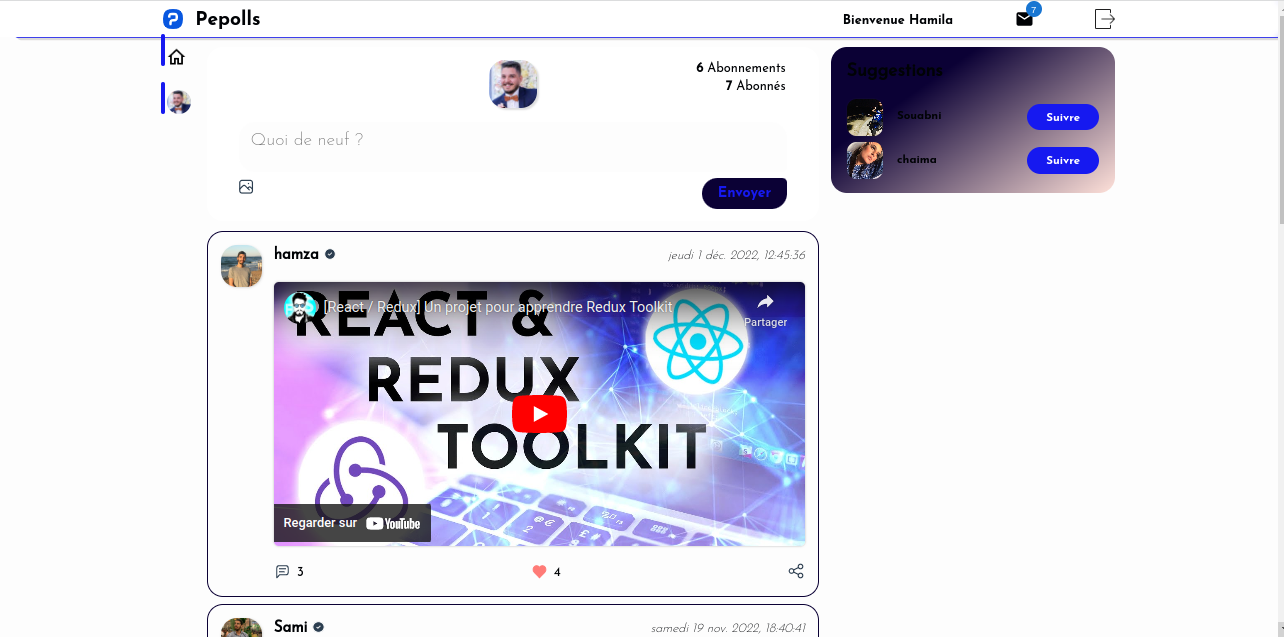 Pepolls
Bienvenue Hamila
7
6 Abonnements
7 Abonnés
Quoi de neuf ?
Envoyer
Suggestions
Souabni
Suivre
chaima
Suivre
hamza
jeudi 1 déc. 2022, 12:45:36
[React / Redux] Un projet pour apprendre Redux Toolkit
Partager
REACT &
REDUX
TOOLKIT
Regarder sur YouTube
3
4
Sami
samedi 19 nov. 2022, 18:40:41